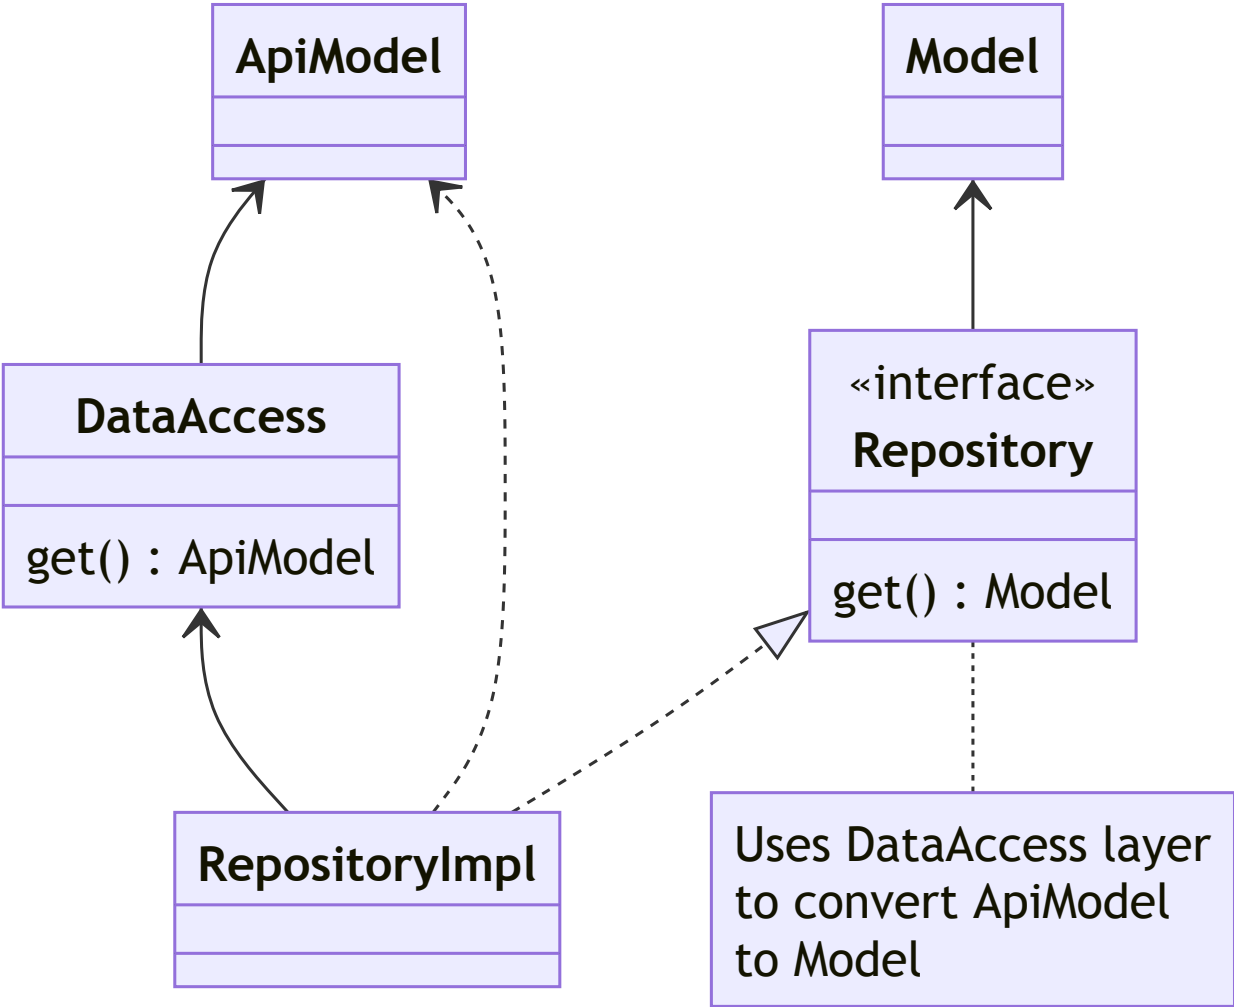 ApiModel
Model
DataAccess
get() : ApiModel
«interface»
Repository
get() : Model
RepositoryImpl
Uses DataAccess layer
to convert ApiModel
to Model